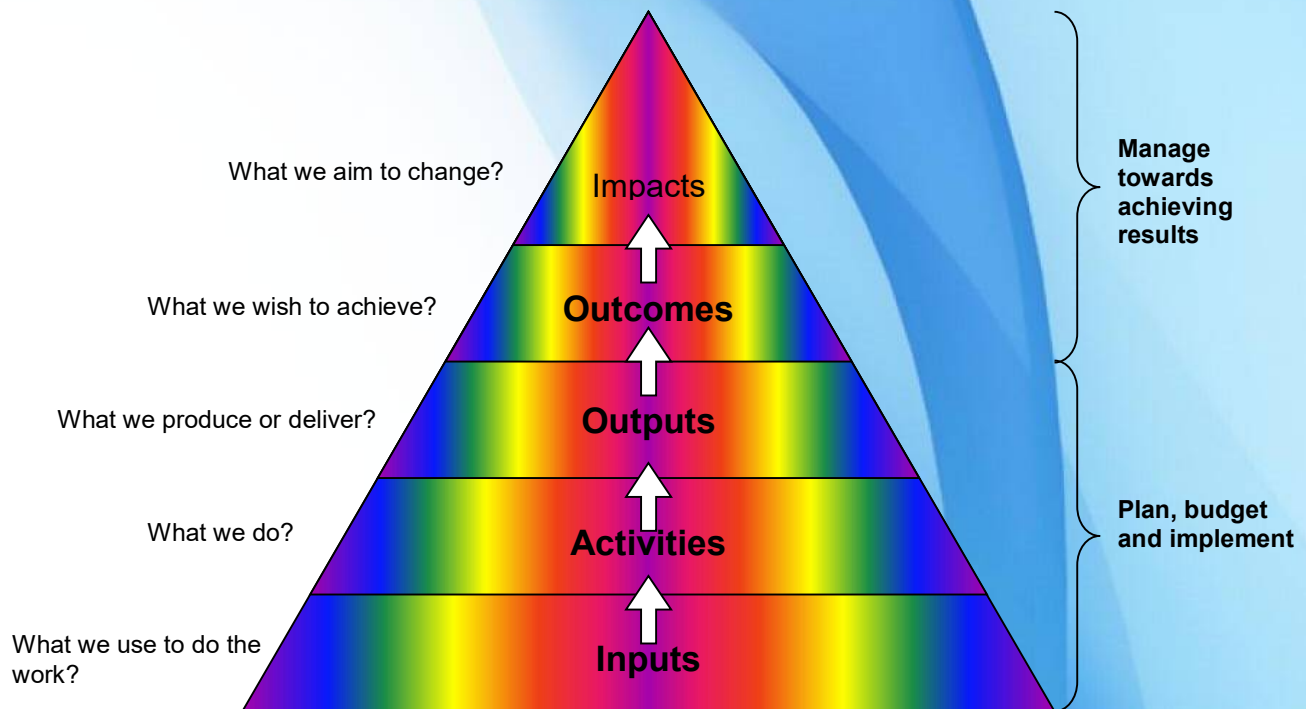 What we aim to change?
Impacts
Manage
towards
achieving
results
What we wish to achieve?
Outcomes
What we produce or deliver?
Outputs
What we do?
Activities
Plan, budget
and implement
What we use to do the
work?
Inputs